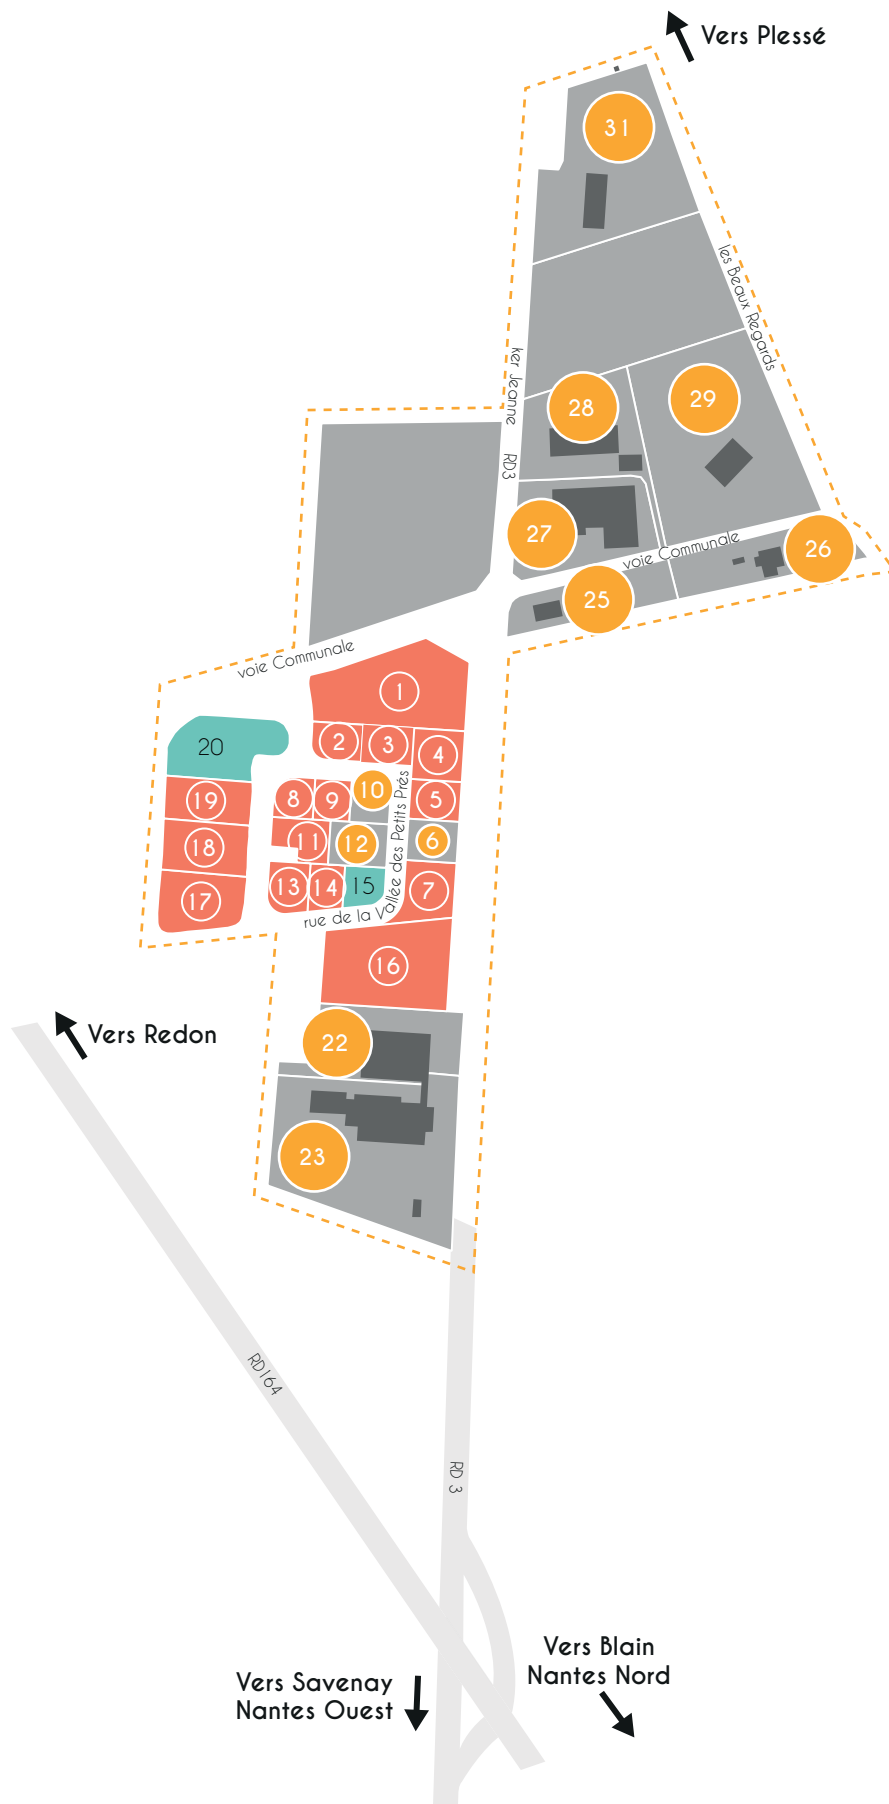 Vers Plessé
31
les Beaux Regards
ker Jeanne
28
29
RD3
27
voie Communale
26
25
voie Communale
1
20
2
3
4
19
8
9
10
5
18
11
12
6
17
13
14
15
7
rue de la Vallée des Petits Prés
16
22
Vers Redon
23
RD164
RD 3
Vers Blain
Nantes Nord
Vers Savenay
Nantes Ouest